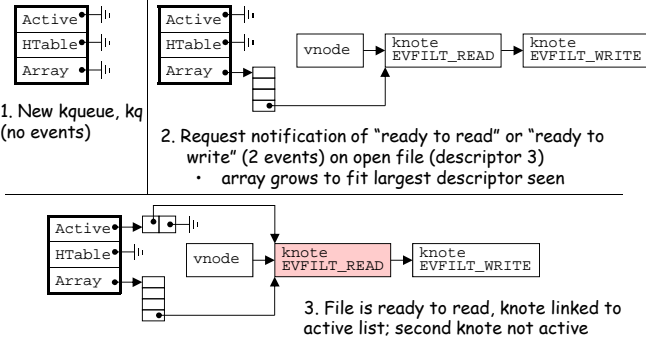 Active
HTable
Array
1. New kqueue, kq
(no events)
Active
HTable
Array
vnode
knote
EVFILT_READ
knote
EVFILT_WRITE
2. Request notification of “ready to read” or “ready to
write” (2 events) on open file (descriptor 3)
• array grows to fit largest descriptor seen
Active
HTable
Array
vnode
knote
EVFILT_READ
knote
EVFILT_WRITE
3. File is ready to read, knote linked to
active list; second knote not active